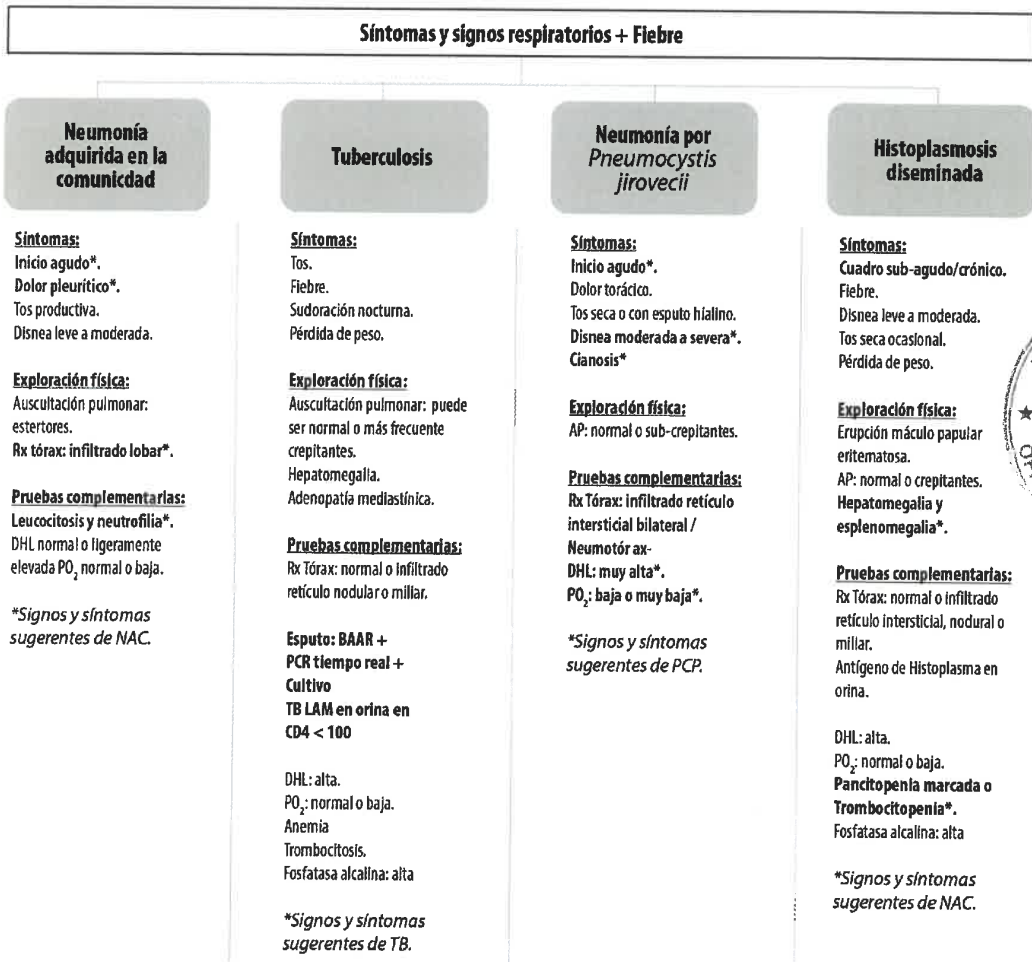 Síntomas y signos respiratorios + Fiebre
Neumonía
adquirida en la
comunicdad
Síntomas:
Inicio agudo*.
Dolor pleurítico*.
Tos productiva.
Disnea leve a moderada.
Exploración física:
Auscultación pulmonar:
estertores.
Rx tórax: infiltrado lobar*.
Pruebas complementarias:
Leucocitosis y neutrofilia*.
DHL normal o ligeramente
elevada PO₂ normal o baja.
*Signos y síntomas
sugerentes de NAC.
Tuberculosis
Síntomas:
Tos.
Fiebre.
Sudoración nocturna.
Pérdida de peso.
Exploración física:
Auscultación pulmonar: puede
ser normal o más frecuente
crepitantes.
Hepatomegalia.
Adenopatía mediastínica.
Pruebas complementarias:
Rx Tórax: normal o infiltrado
retículo nodular o miliar.
Esputo: BAAR +
PCR tiempo real +
Cultivo
TB LAM en orina en
CD4 < 100
DHL: alta.
PO₂: normal o baja.
Anemia
Trombocitosis.
Fosfatasa alcalina: alta
*Signos y síntomas
sugerentes de TB.
Neumonía por
Pneumocystis
jirovecii
Síntomas:
Inicio agudo*.
Dolor torácico.
Tos seca o con esputo hialino.
Disnea moderada a severa*.
Cianosis*
Exploración física:
AP: normal o sub-crepitantes.
Pruebas complementarias:
Rx Tórax: infiltrado retículo
intersticial bilateral /
Neumotór ax-
DHL: muy alta*.
PO₂: baja o muy baja*.
*Signos y síntomas
sugerentes de PCP.
Histoplasmosis
diseminada
Síntomas:
Cuadro sub-agudo/crónico.
Fiebre.
Disnea leve a moderada.
Tos seca ocasional.
Pérdida de peso.
Exploración física:
Erupción máculo papular
eritematosa.
AP: normal o crepitantes.
Hepatomegalia y
esplenomegalia*.
Pruebas complementarias:
Rx Tórax: normal o infiltrado
retículo intersticial, nodural o
miliar.
Antígeno de Histoplasma en
orina.
DHL: alta.
PO₂: normal o baja.
Pancitopenia marcada o
Trombocitopenia*.
Fosfatasa alcalina: alta
*Signos y síntomas
sugerentes de NAC.